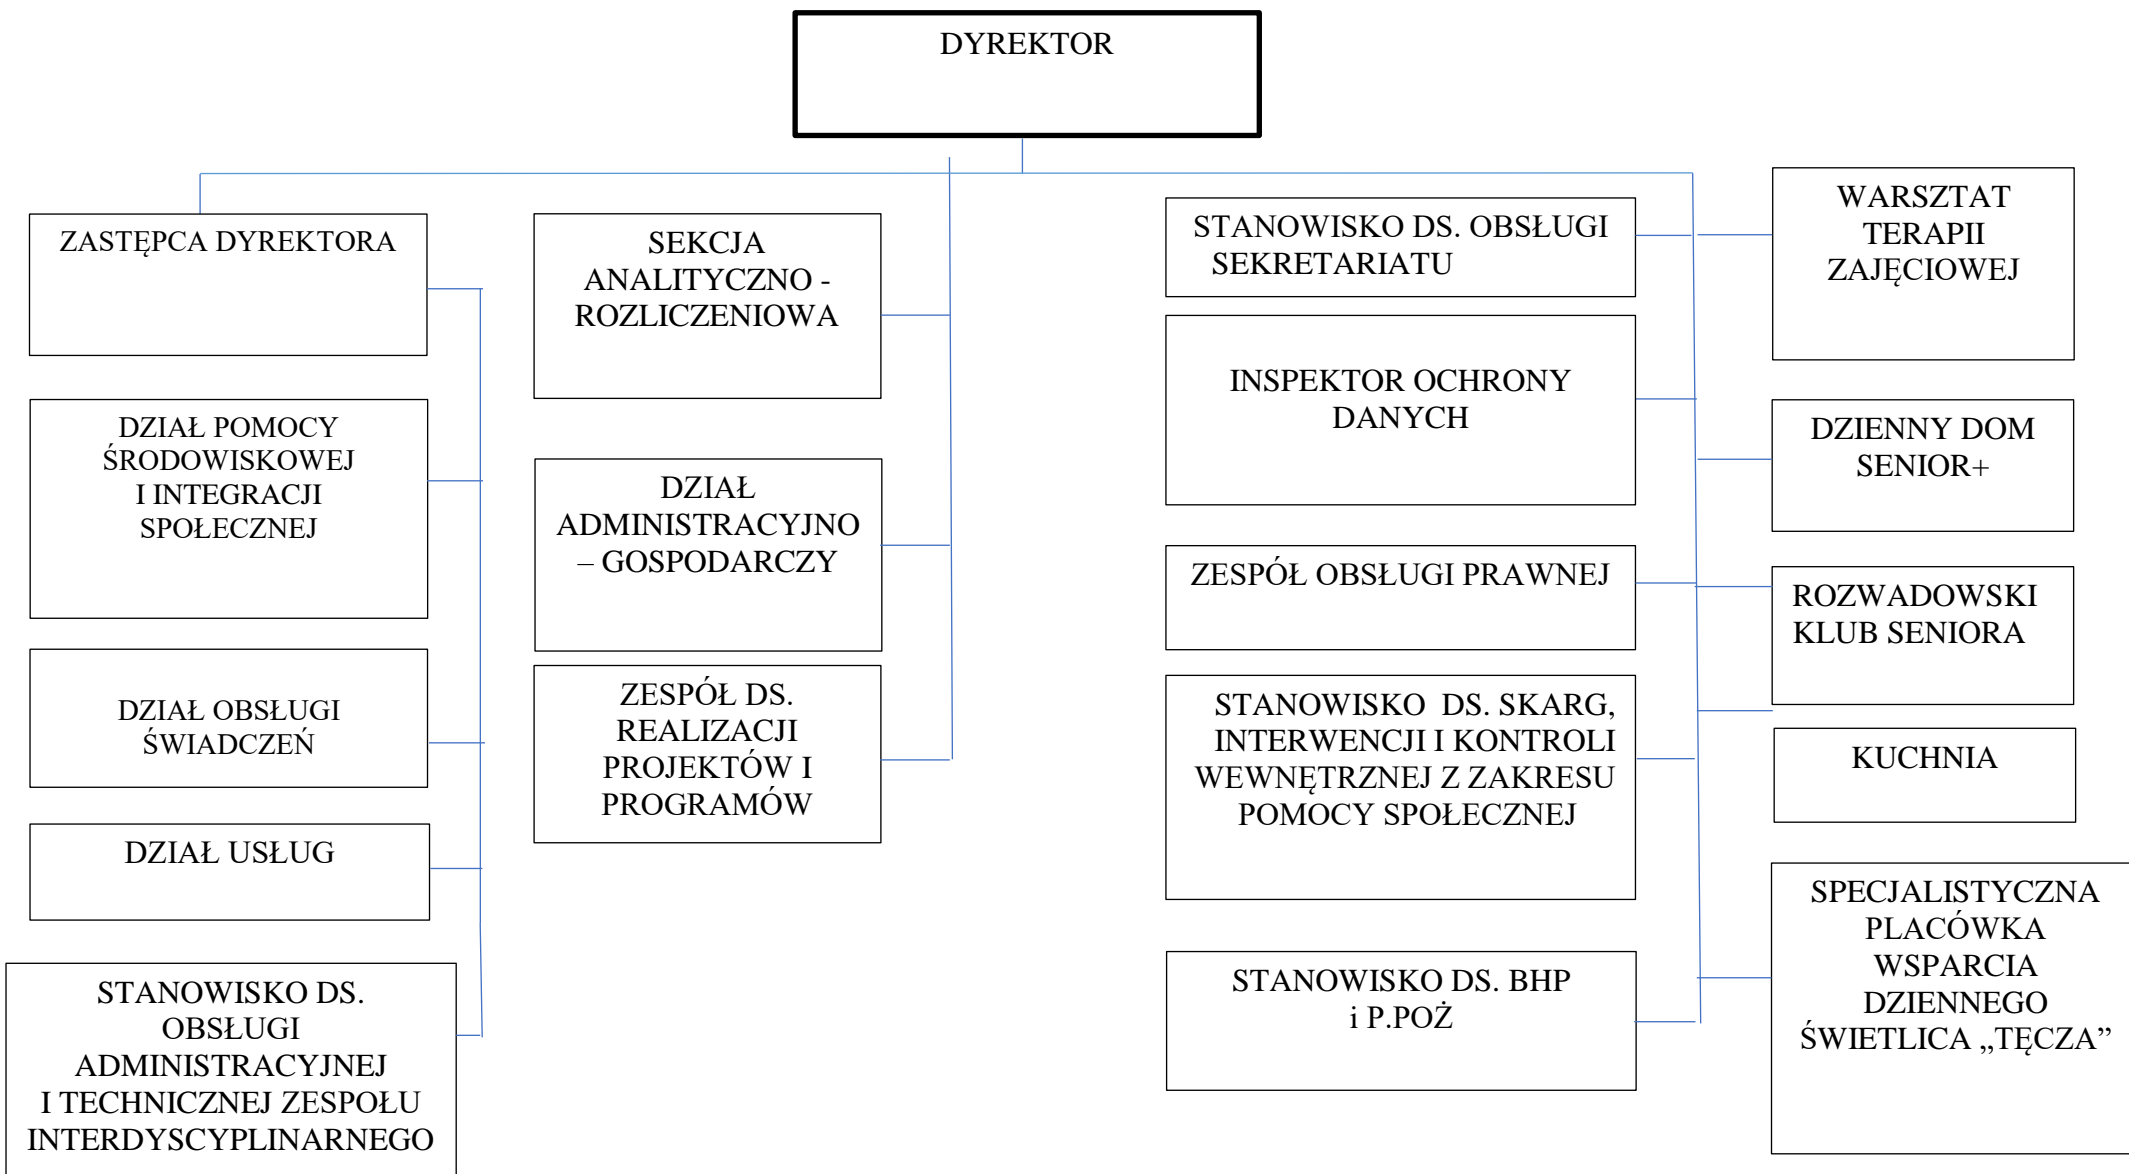 DYREKTOR
ZASTĘPCA DYREKTORA
DZIAŁ POMOCY
ŚRODOWISKOWEJ
I INTEGRACJI
SPOŁECZNEJ
DZIAŁ OBSŁUGI
ŚWIADCZEŃ
DZIAŁ USŁUG
STANOWISKO DS.
OBSŁUGI
ADMINISTRACYJNEJ
I TECHNICZNEJ ZESPOŁU
INTERDYSCYPLINARNEGO
SEKCJA
ANALITYCZNO -
ROZLICZENIOWA
DZIAŁ
ADMINISTRACYJNO
– GOSPODARCZY
ZESPÓŁ DS.
REALIZACJI
PROJEKTÓW I
PROGRAMÓW
STANOWISKO DS. OBSŁUGI
SEKRETARIATU
INSPEKTOR OCHRONY
DANYCH
ZESPÓŁ OBSŁUGI PRAWNEJ
STANOWISKO DS. SKARG,
INTERWENCJI I KONTROLI
WEWNĘTRZNEJ Z ZAKRESU
POMOCY SPOŁECZNEJ
STANOWISKO DS. BHP
i P.POŻ
WARSZTAT
TERAPII
ZAJĘCIOWEJ
DZIENNY DOM
SENIOR+
ROZWADOWSKI
KLUB SENIORA
KUCHNIA
SPECJALISTYCZNA
PLACÓWKA
WSPARCIA
DZIENNEGO
ŚWIETLICA „TĘCZA”